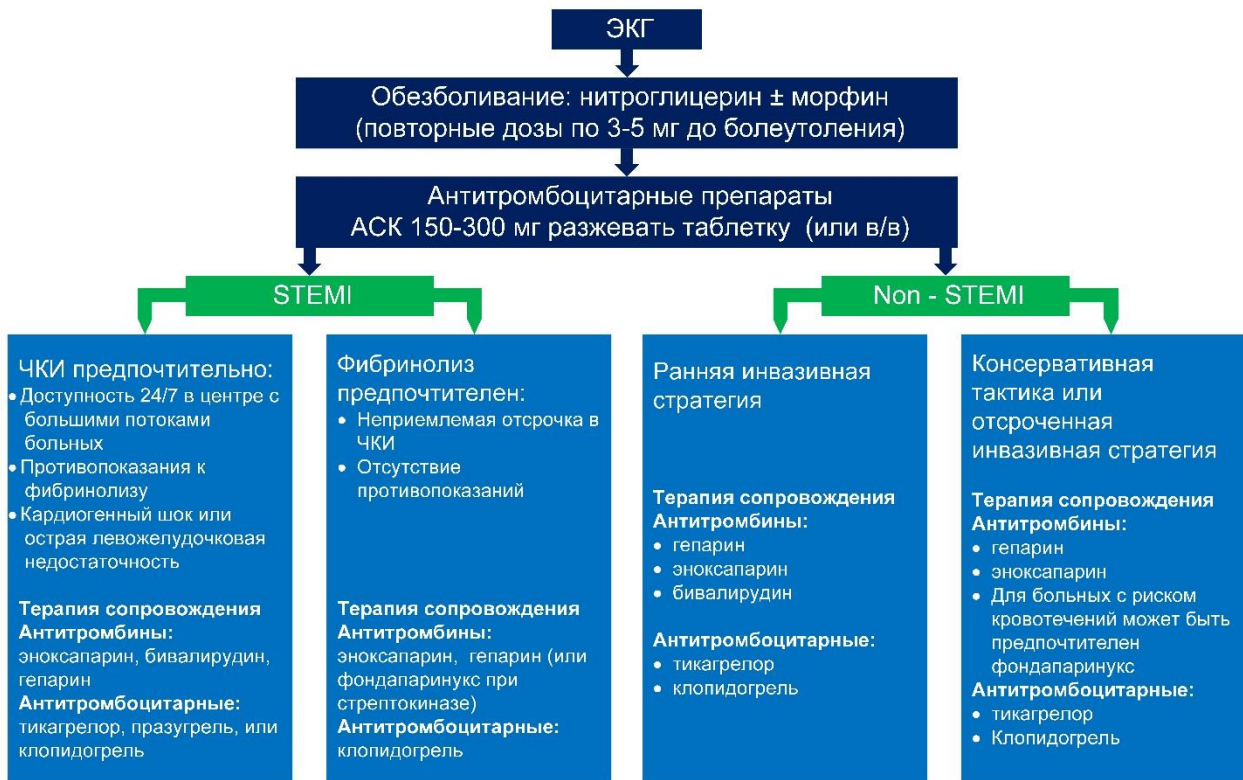 ЭКГ
Обезболивание: нитроглицерин ± морфин
(повторные дозы по 3-5 мг до болеутоления)
Антитромбоцитарные препараты
АСК 150-300 мг разжевать таблетку (или в/в)
STEMI
Non - STEMI
ЧКИ предпочтительно:
• Доступность 24/7 в центре с
большими потоками
больных
• Противопоказания к
фибринолизу
• Кардиогенный шок или
острая левожелудочковая
недостаточность
Терапия сопровождения
Антитромбины:
эноксапарин, бивалирудин,
гепарин
Антитромбоцитарные:
тикагрелор, празугрель, или
клопидогрель
Фибринолиз
предпочтителен:
• Неприемлемая отсрочка в
ЧКИ
• Отсутствие
противопоказаний
Терапия сопровождения
Антитромбины:
эноксапарин, гепарин (или
фондапаринукс при
стрептокиназе)
Антитромбоцитарные:
клопидогрель
Ранняя инвазивная
стратегия
Терапия сопровождения
Антитромбины:
• гепарин
• эноксапарин
• бивалирудин
Антитромбоцитарные:
• тикагрелор
• клопидогрель
Консервативная
тактика или
отсроченная
инвазивная стратегия
Терапия сопровождения
Антитромбины:
• гепарин
• эноксапарин
• Для больных с риском
кровотечений может быть
предпочтителен
фондапаринукс
Антитромбоцитарные:
• тикагрелор
• Клопидогрель